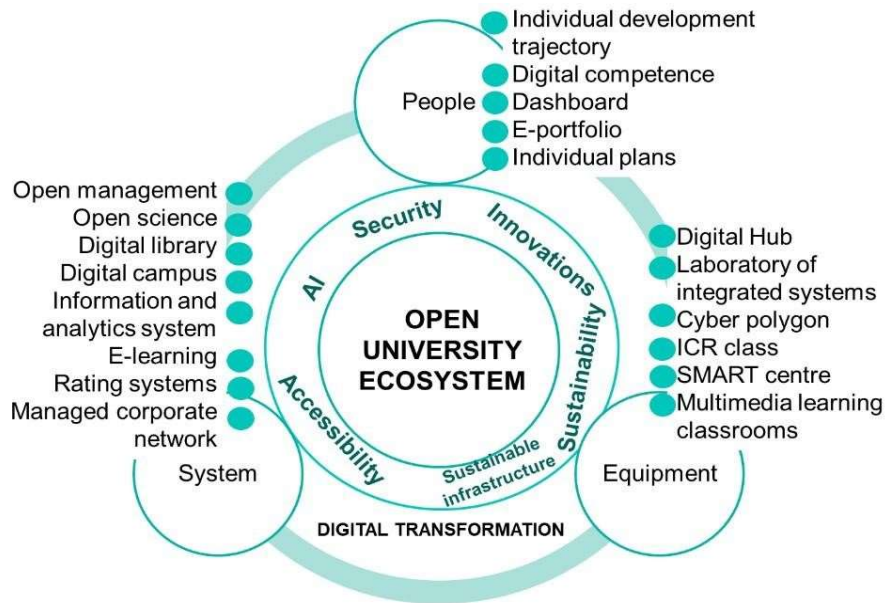 Individual development
trajectory
Digital competence
Dashboard
E-portfolio
Individual plans
People
Open management
Open science
Digital library
Digital campus
Information and
analytics system
E-learning
Rating systems
Managed corporate
network
System
Digital Hub
Laboratory of
integrated systems
Cyber polygon
ICR class
SMART centre
Multimedia learning
classrooms
Equipment
AI
Security
Innovations
Sustainability
Sustainable
infrastructure
Accessibility
OPEN
UNIVERSITY
ECOSYSTEM
DIGITAL TRANSFORMATION